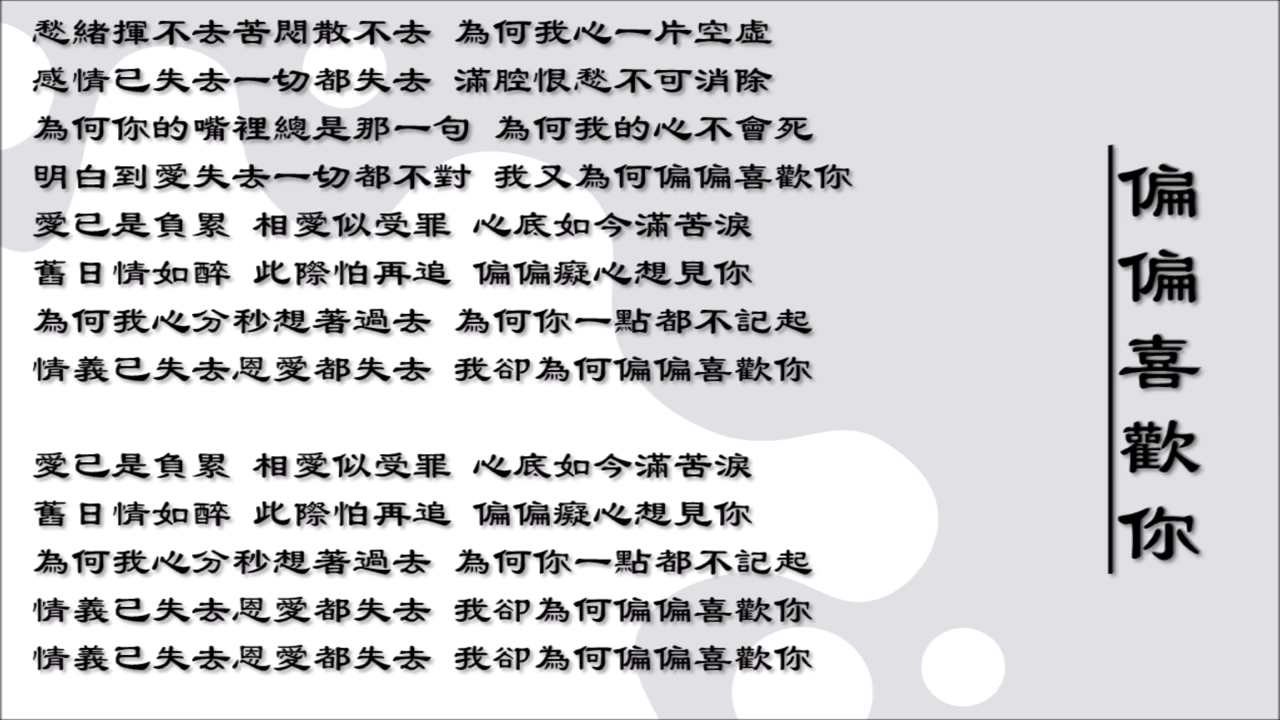 愁緒揮不去苦悶散不去 為何我心一片空虛
感情已失去一切都失去 滿腔恨愁不可消除
為何你的嘴裡總是那一句 為何我的心不會死
明白到愛失去一切都不對 我又為何偏偏喜歡你
愛已是負累 相愛似受罪 心底如今滿苦淚
舊日情如醉 此際怕再追 偏偏癡心想見你
為何我心分秒想著過去 為何你一點都不記起
情義已失去恩愛都失去 我卻為何偏偏喜歡你
愛已是負累 相愛似受罪 心底如今滿苦淚
舊日情如醉 此際怕再追 偏偏癡心想見你
為何我心分秒想著過去 為何你一點都不記起
情義已失去恩愛都失去 我卻為何偏偏喜歡你
情義已失去恩愛都失去 我卻為何偏偏喜歡你
偏偏喜歡你